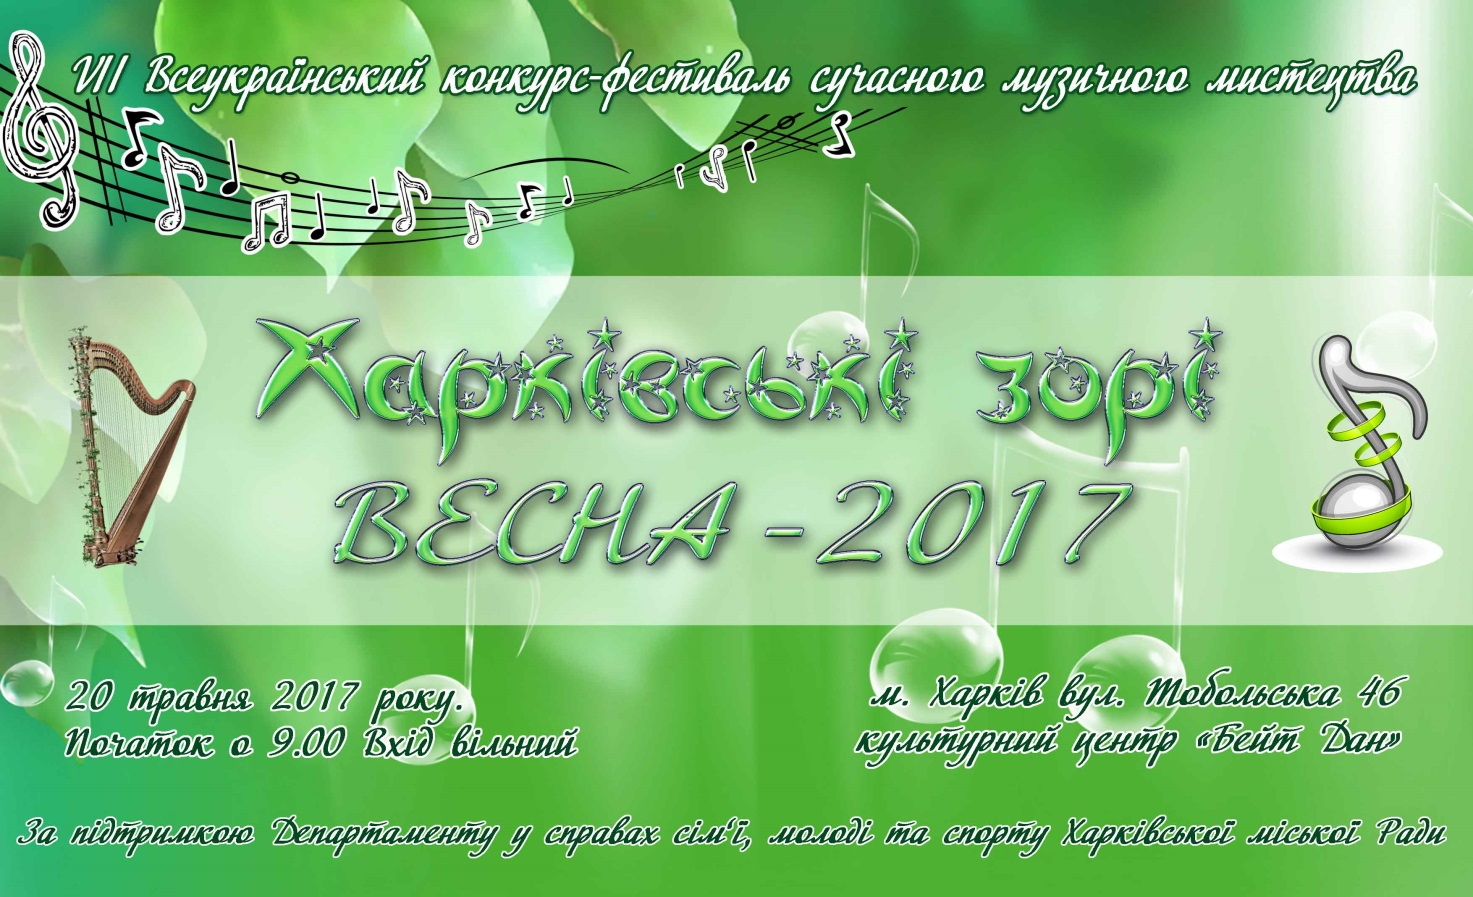 VII Всеукраїнський конкурс-фестиваль сучасного музичного мистецтва
Харківські зорі
ВЕСНА-2017
20 травня 2017 року.
Початок о 9.00 Вхід вільний
м. Харків вул. Тобольська 46
культурний центр «Бейт Дан»
За підтримкою Департаменту у справах сім‘ї, молоді та спорту Харківської міської Ради